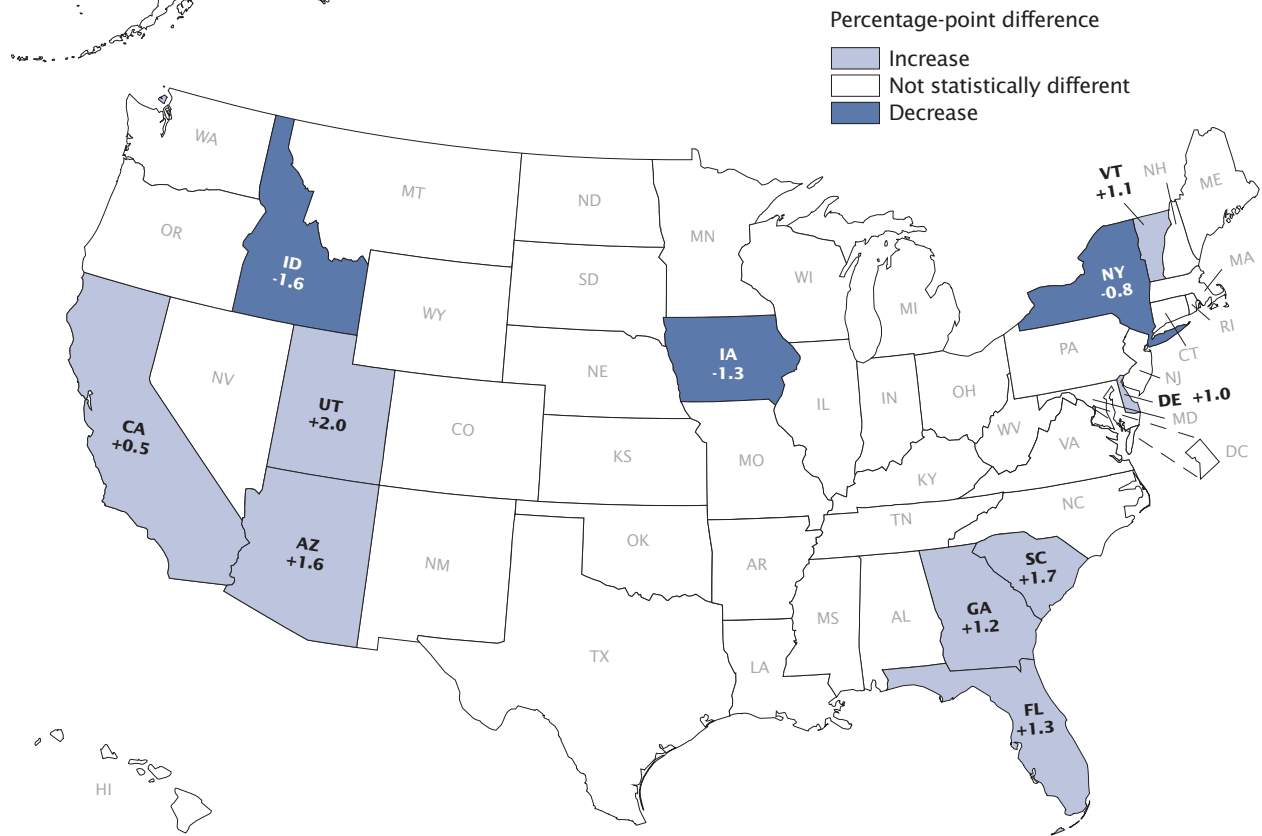 Percentage-point difference
Increase
Not statistically different
Decrease
WA
MT
ND
MN
OR
ID
-1.6
SD
WY
WI
MI
VT
+1.1
NH
ME
NY
-0.8
MA
RI
CT
NJ
PA
DE +1.0
MD
DC
IA
-1.3
NE
NV
UT
+2.0
CA
+0.5
CO
KS
MO
IL
IN
OH
WV
VA
KY
NC
TN
AZ
+1.6
NM
OK
AR
SC
+1.7
GA
+1.2
AL
MS
LA
TX
FL
+1.3
HI